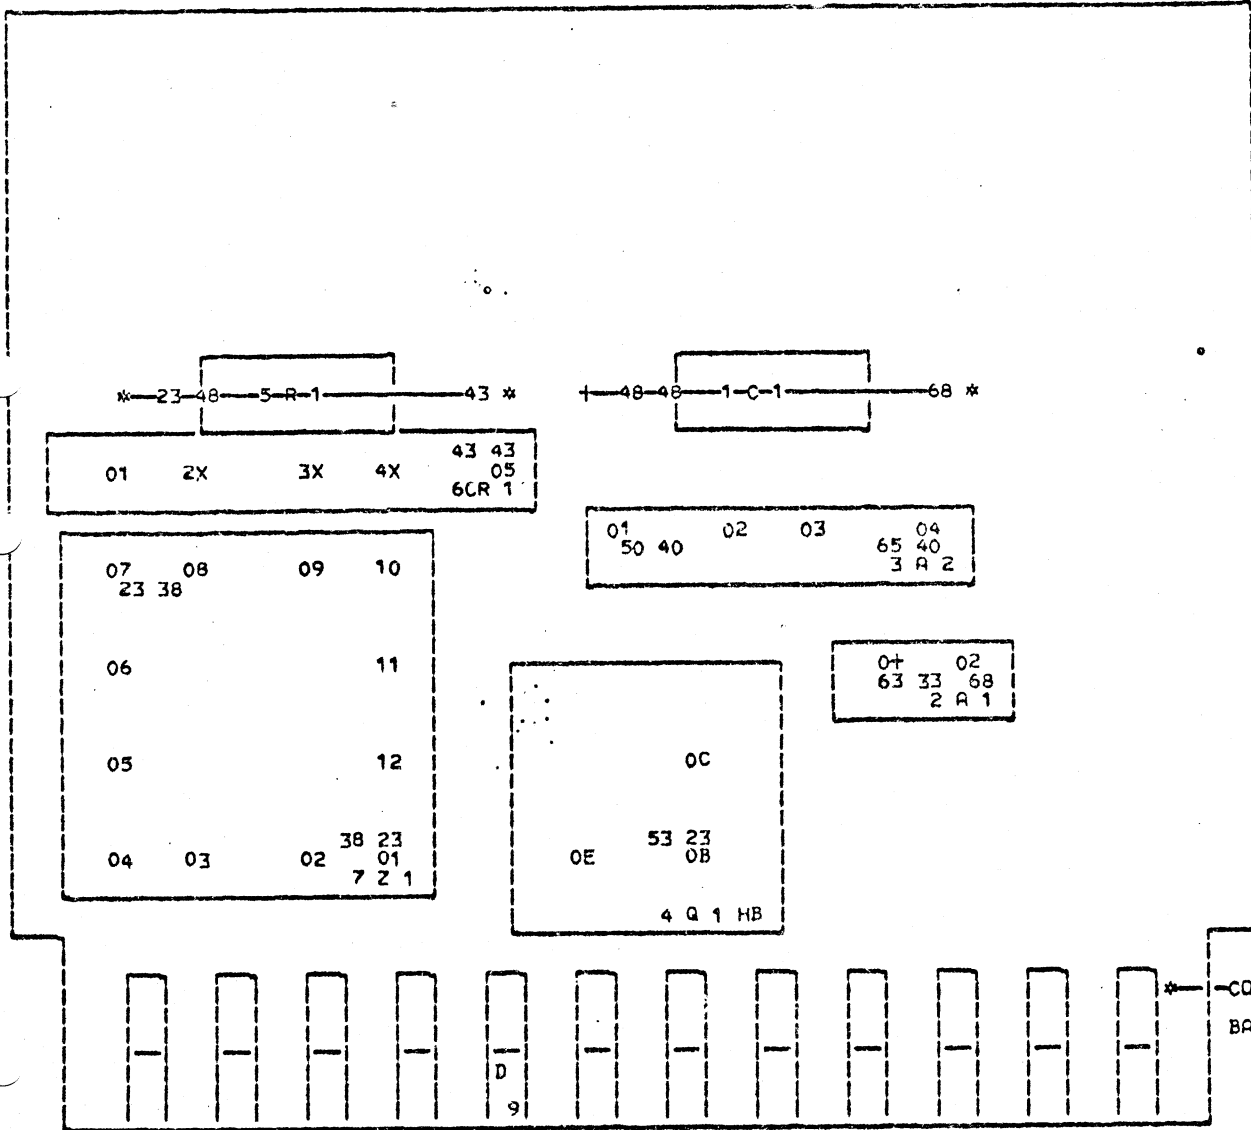 *—23—48—5—R—1—43 *
+—48—48—1—C—1—68 *
43 43
01 2X 3X 4X 05
6CR 1
01 02 03 04
50 40 65 40
3 A 2
07 08 09 10
23 38
06 11
0+ 02
63 33 68
2 A 1
05 12
0C
38 23
04 03 02 01
7 Z 1
53 23
0E 0B
4 Q 1 HB
*—CO
BA
D
9